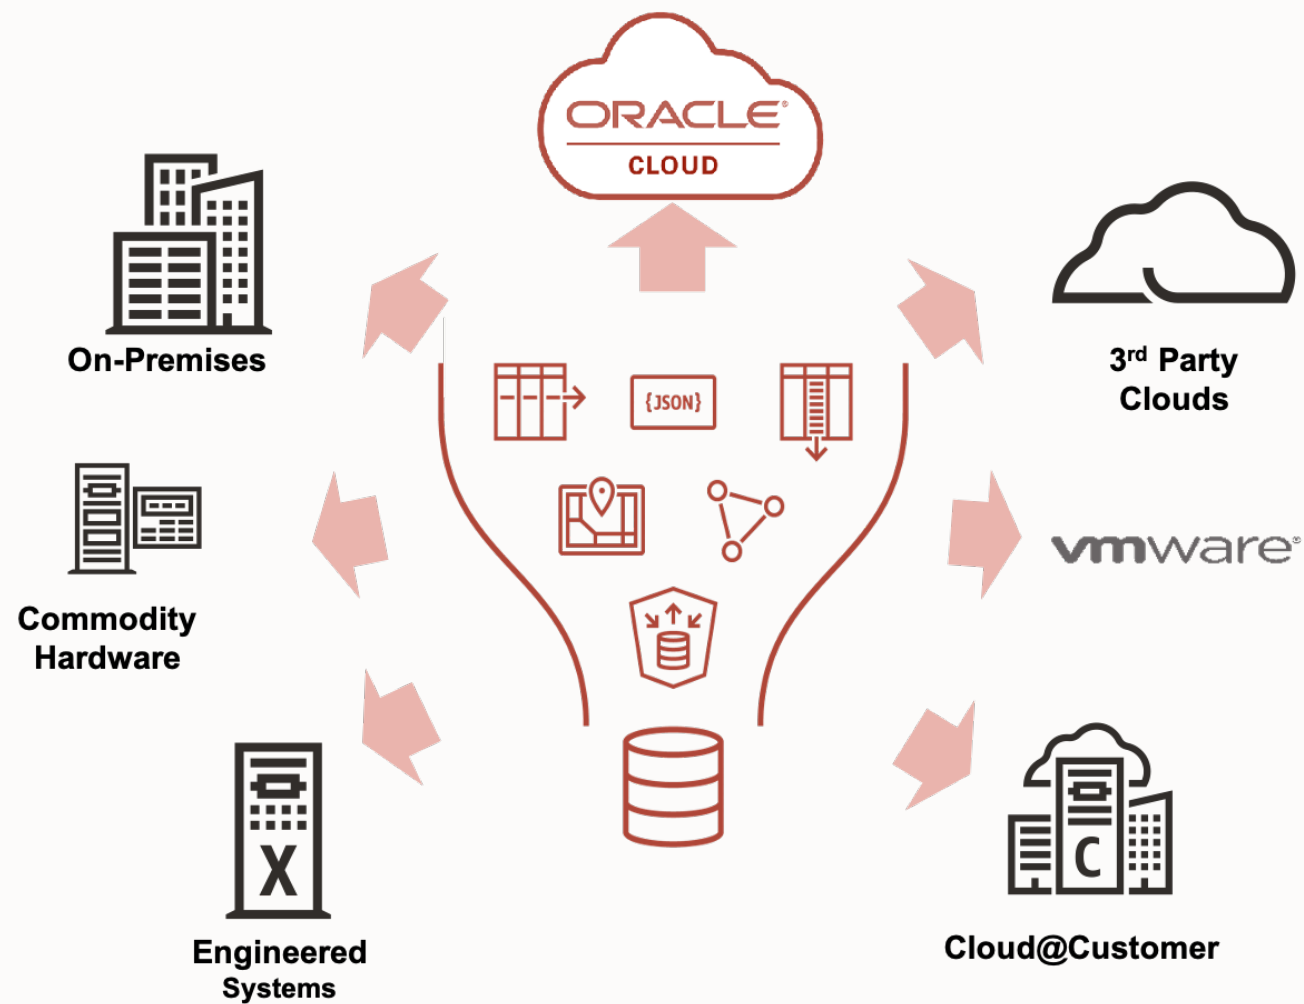 ORACLE®
CLOUD
On-Premises
3rd Party
Clouds
{JSON}
Commodity
Hardware
vmware®
X
C
Engineered
Systems
Cloud@Customer